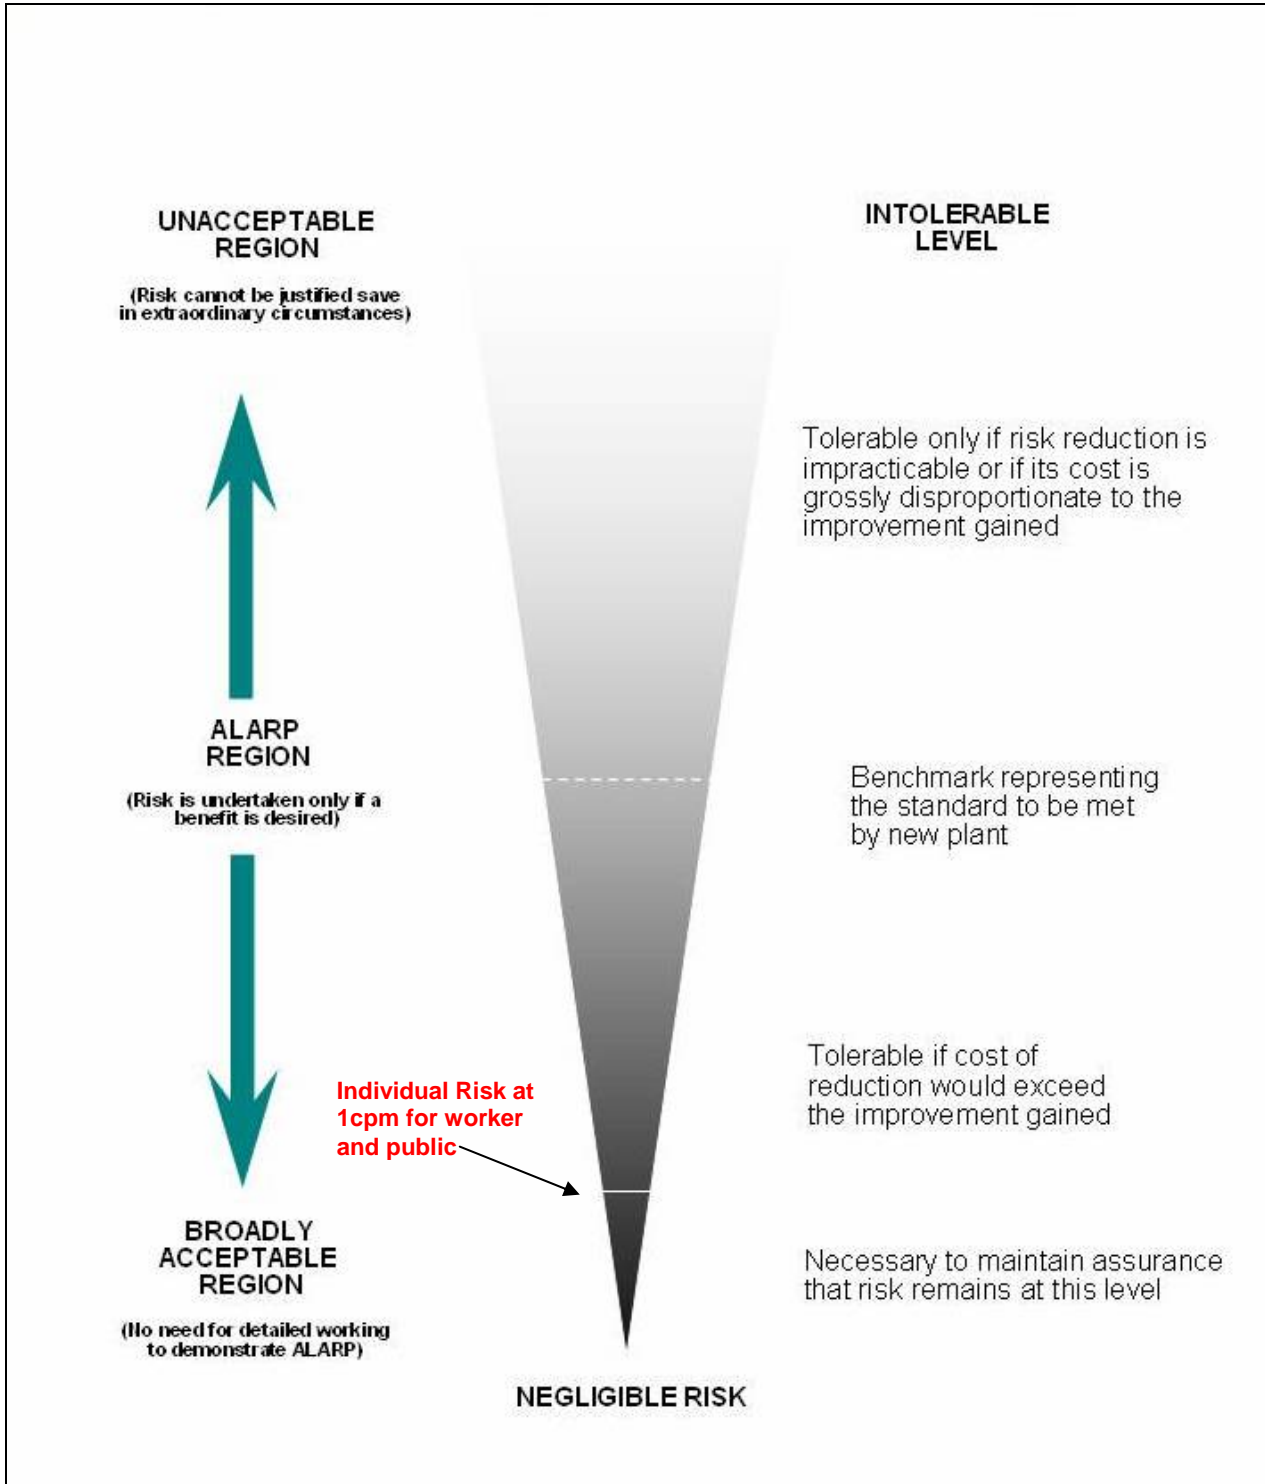 UNACCEPTABLE
REGION
(Risk cannot be justified save
in extraordinary circumstances)
INTOLERABLE
LEVEL
Tolerable only if risk reduction is
impracticable or if its cost is
grossly disproportionate to the
improvement gained
ALARP
REGION
(Risk is undertaken only if a
benefit is desired)
Benchmark representing
the standard to be met
by new plant
Tolerable if cost of
reduction would exceed
the improvement gained
Individual Risk at
1cpm for worker
and public
BROADLY
ACCEPTABLE
REGION
(No need for detailed working
to demonstrate ALARP)
Necessary to maintain assurance
that risk remains at this level
NEGLIGIBLE RISK